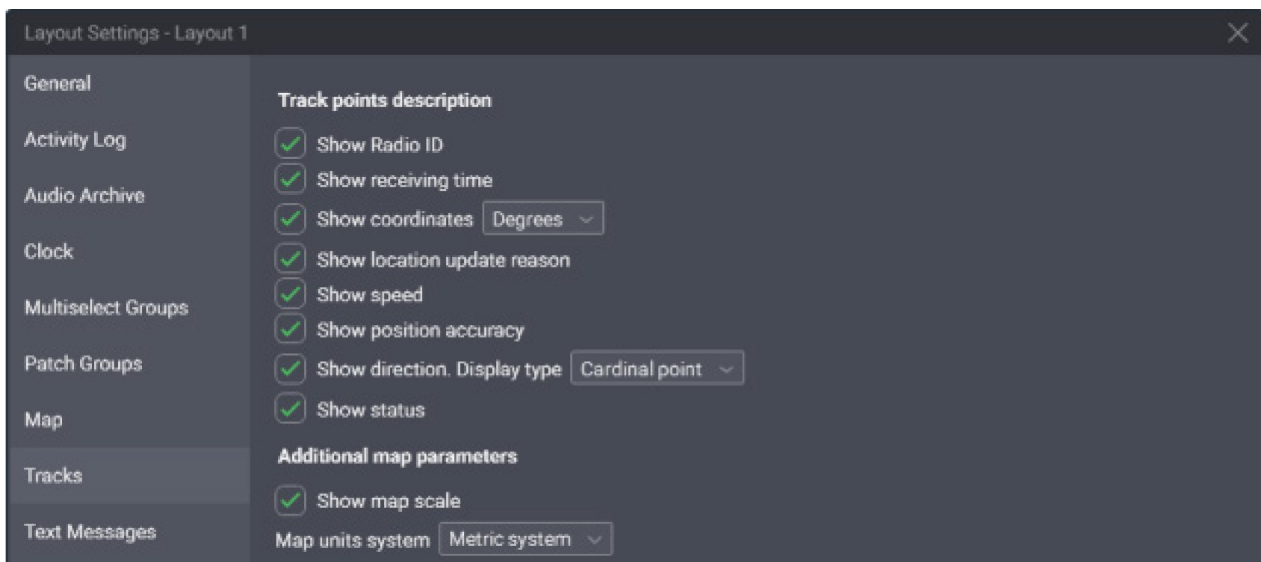 Layout Settings - Layout 1
General
Activity Log
Audio Archive
Clock
Multiselect Groups
Patch Groups
Map
Tracks
Text Messages
Track points description
Show Radio ID
Show receiving time
Show coordinates Degrees
Show location update reason
Show speed
Show position accuracy
Show direction. Display type Cardinal point
Show status
Additional map parameters
Show map scale
Map units system Metric system